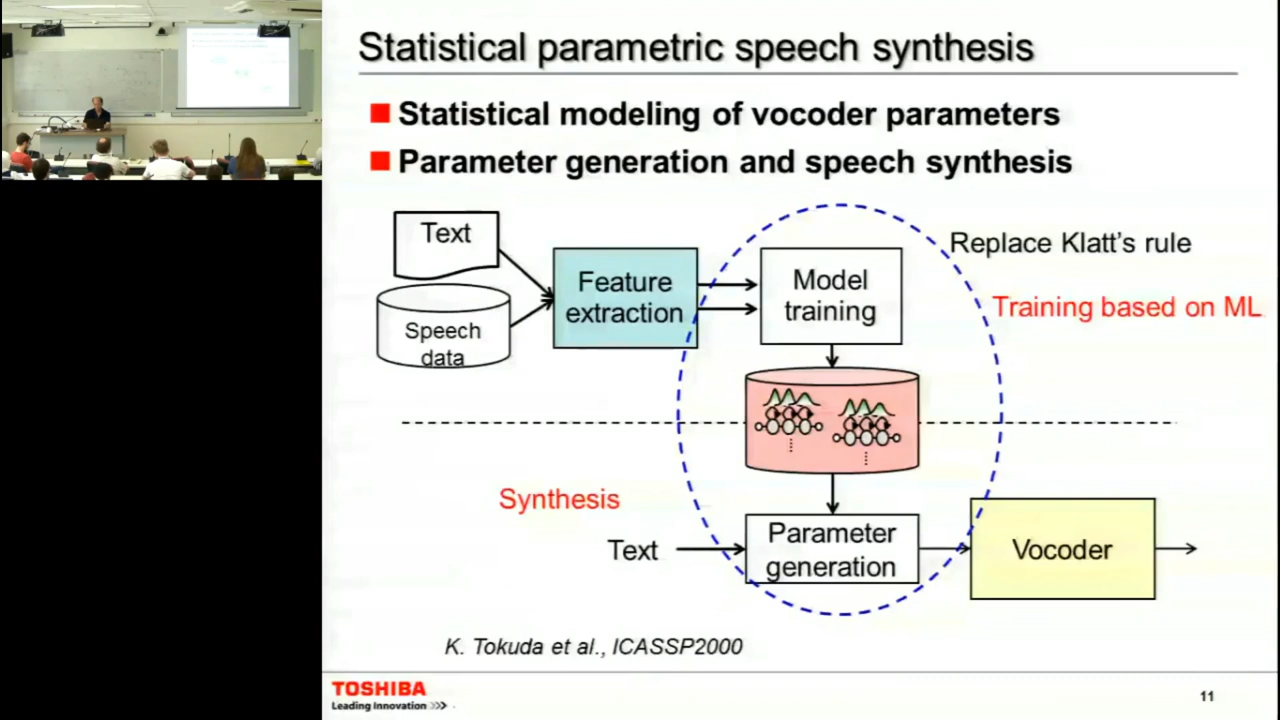 Statistical parametric speech synthesis
Statistical modeling of vocoder parameters
Parameter generation and speech synthesis
Text
Speech
data
Feature
extraction
Model
training
Replace Klatt's rule
Training based on ML
Synthesis
Text
Parameter
generation
Vocoder
K. Tokuda et al., ICASSP2000
TOSHIBA
Leading Innovation >>>
11